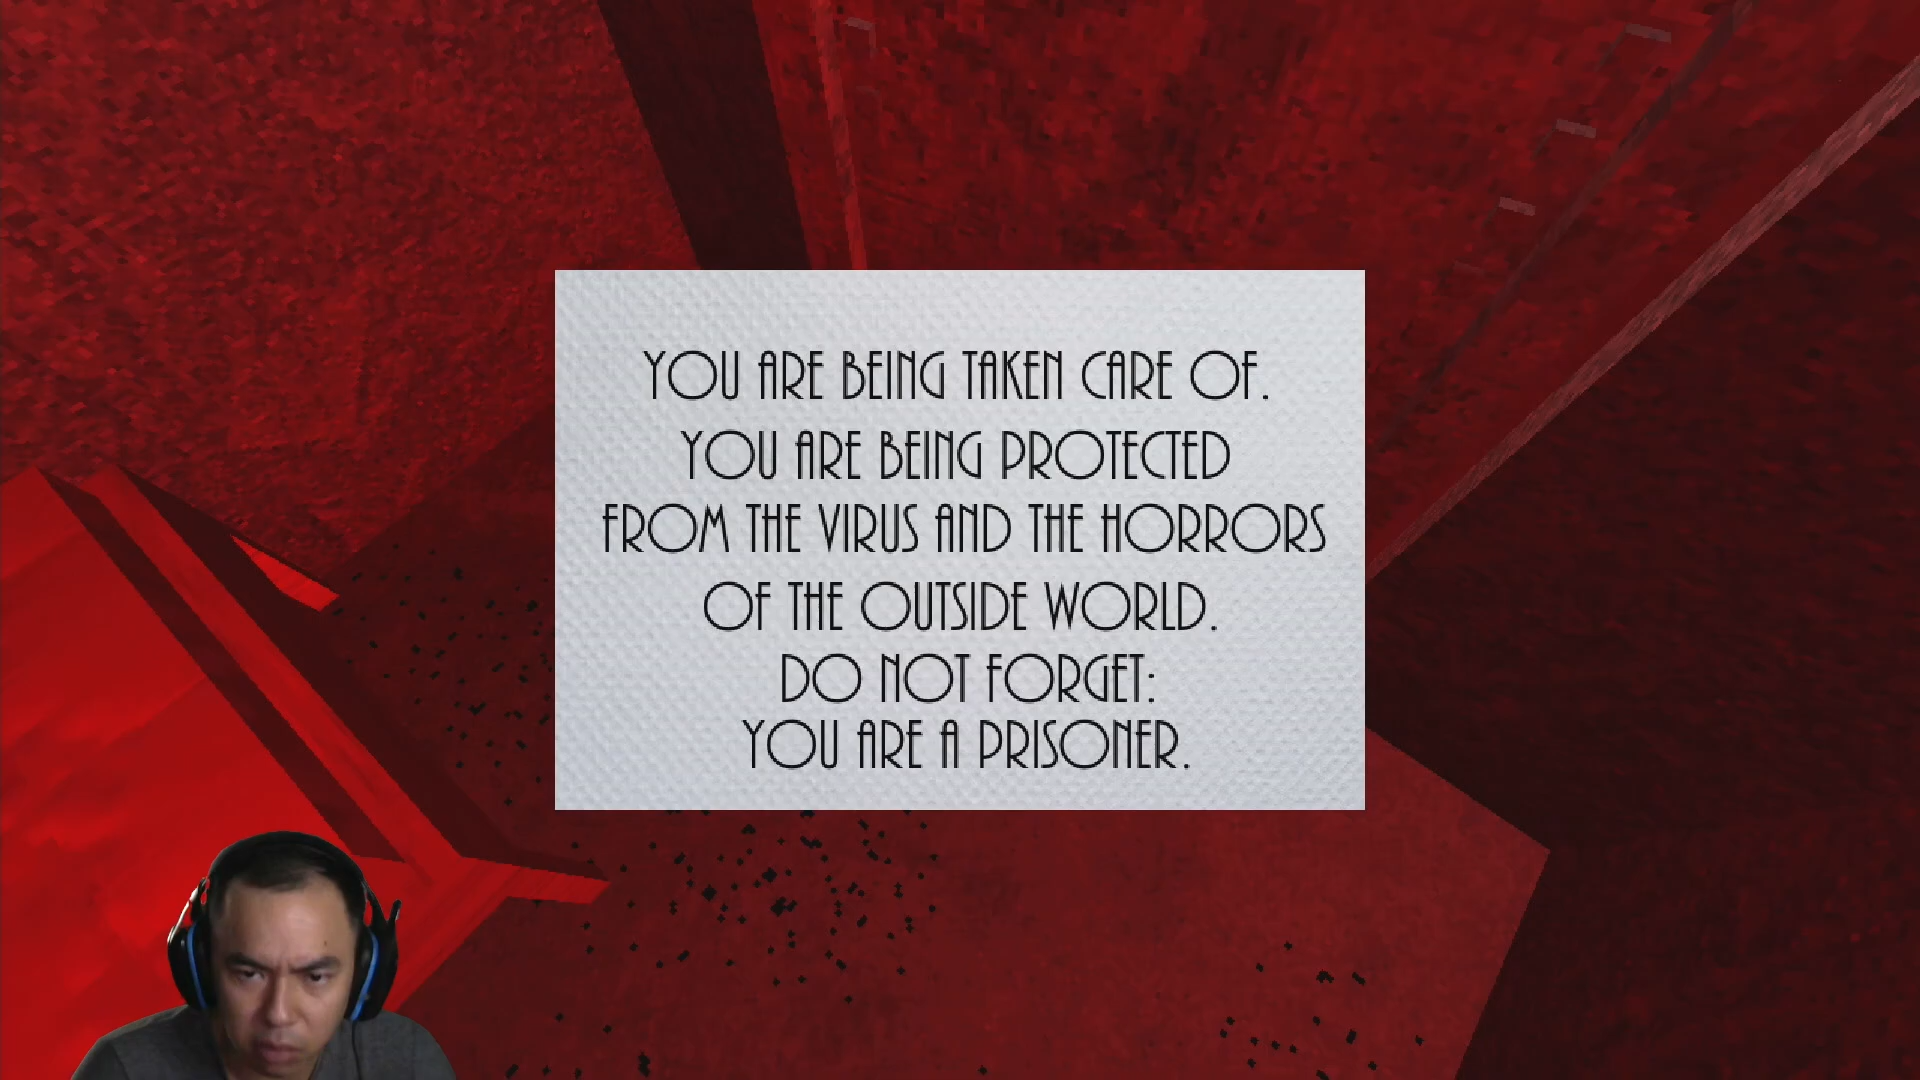 YOU ARE BEING TAKEN CARE OF.
YOU ARE BEING PROTECTED
FROM THE VIRUS AND THE HORRORS
OF THE OUTSIDE WORLD.
DO NOT FORGET:
YOU ARE A PRISONER.